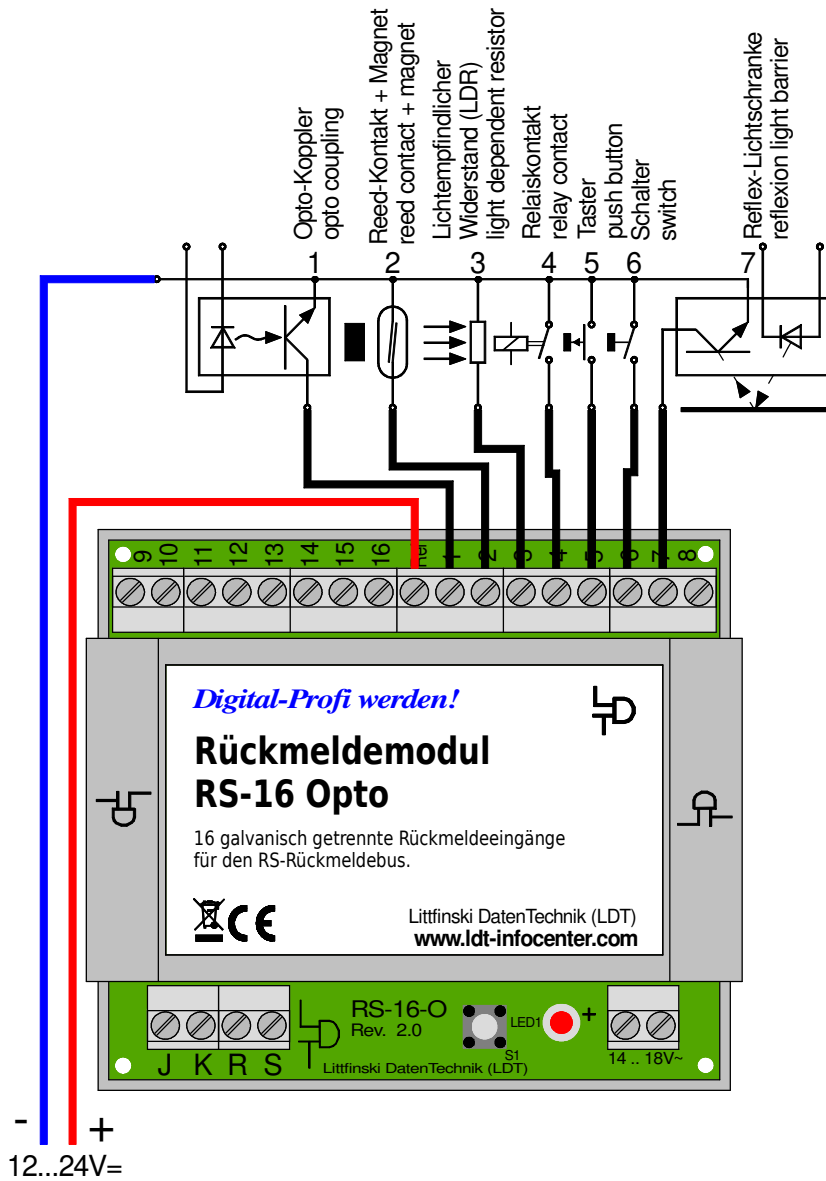 Opto-Koppler
opto coupling
Reed-Kontakt + Magnet
reed contact + magnet
Lichtempfindlicher
Widerstand (LDR)
light dependent resistor
Relaiskontakt
relay contact
Taster
push button
Schalter
switch
Reflex-Lichtschranke
reflexion light barrier
1 2 3 4 5 6 7
9 10 11 12 13 14 15 16 Ref 1 2 3 4 5 6 7 8
Digital-Profi werden!
Rückmeldemodul
RS-16 Opto
16 galvanisch getrennte Rückmeldeeingänge
für den RS-Rückmeldebus.
CE
Littfinski DatenTechnik (LDT)
www.ldt-infocenter.com
J K R S
RS-16-O
Rev. 2.0
LED1
+
S1
Littfinski DatenTechnik (LDT)
14 .. 18V~
- +
12...24V=